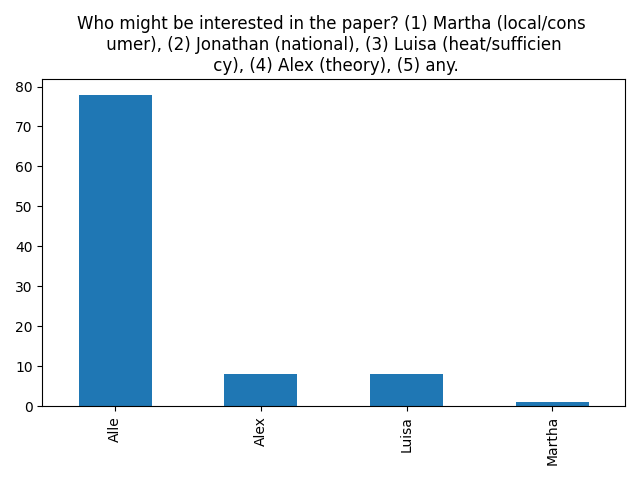 Who might be interested in the paper? (1) Martha (local/cons
umer), (2) Jonathan (national), (3) Luisa (heat/sufficien
cy), (4) Alex (theory), (5) any.
80
70
60
50
40
30
20
10
0
Alle
Alex
Luisa
Martha